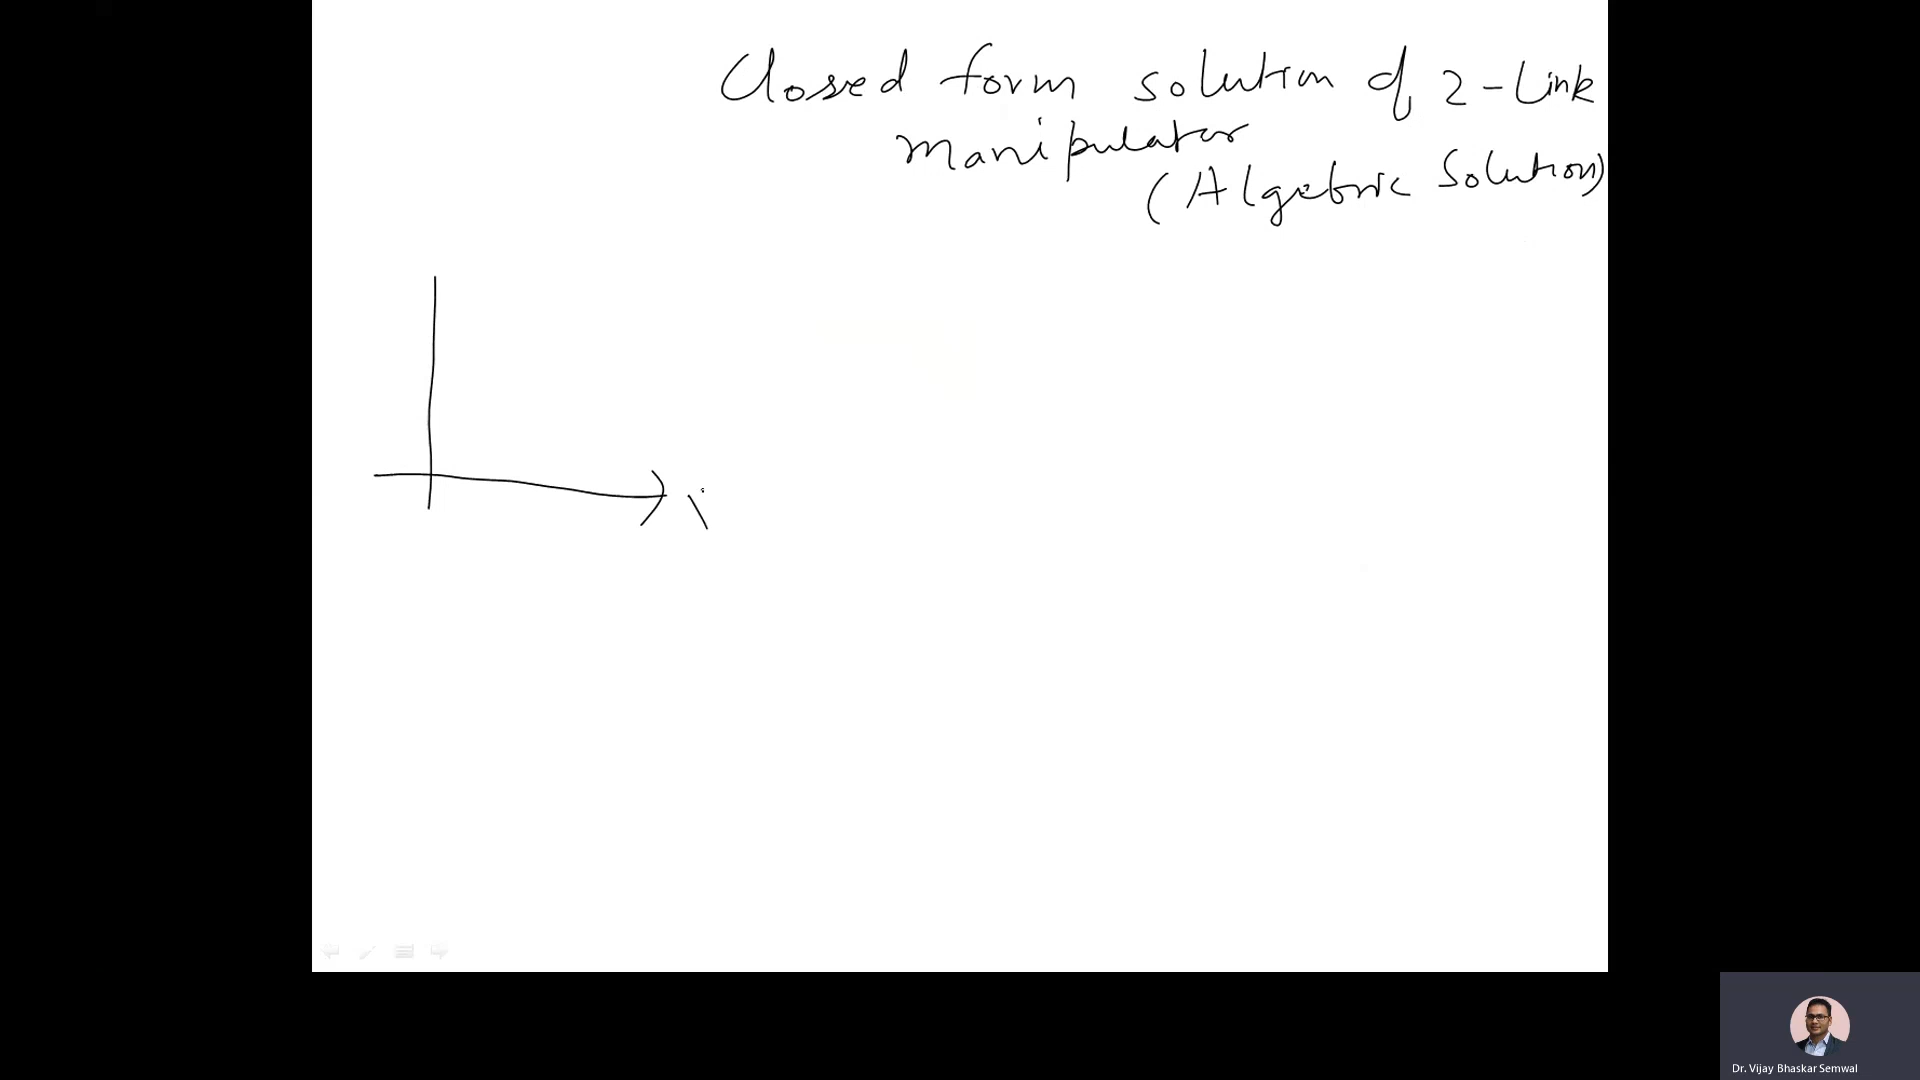 Closed form solution of 2-Link
manipulator
(Algebric Solution)
Dr. Vijay Bhaskar Semwal